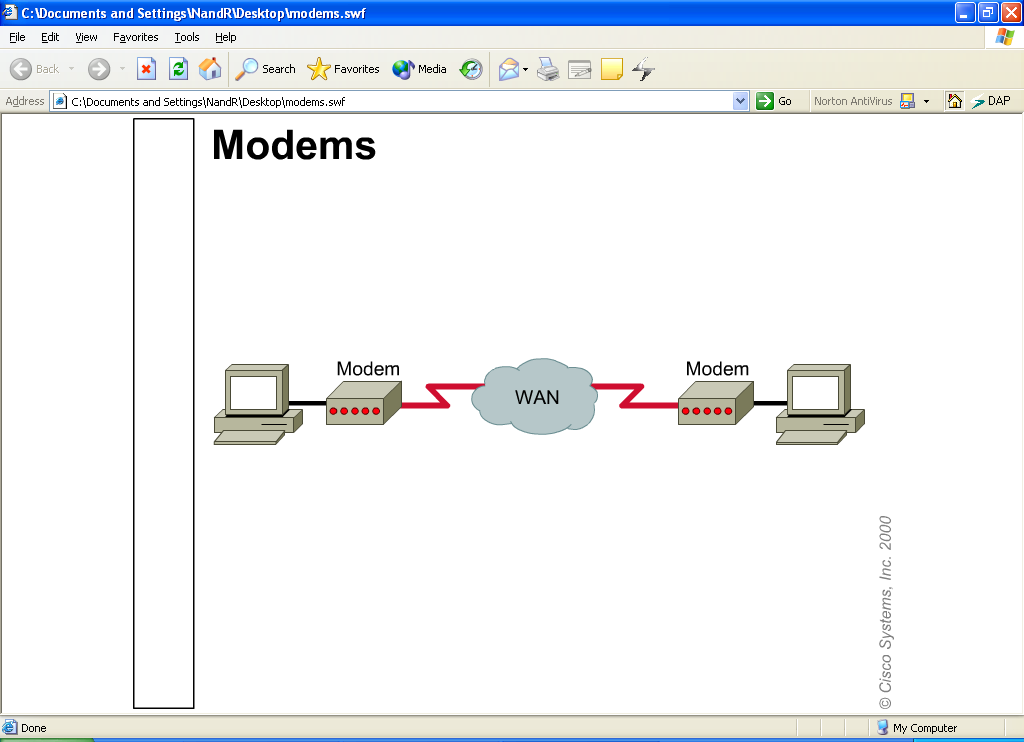 C:\Documents and Settings\NandR\Desktop\modems.swf
File Edit View Favorites Tools Help
Back Search Favorites Media
Address C:\Documents and Settings\NandR\Desktop\modems.swf Go Norton AntiVirus DAP
Modems
Modem WAN Modem
© Cisco Systems, Inc. 2000
Done My Computer